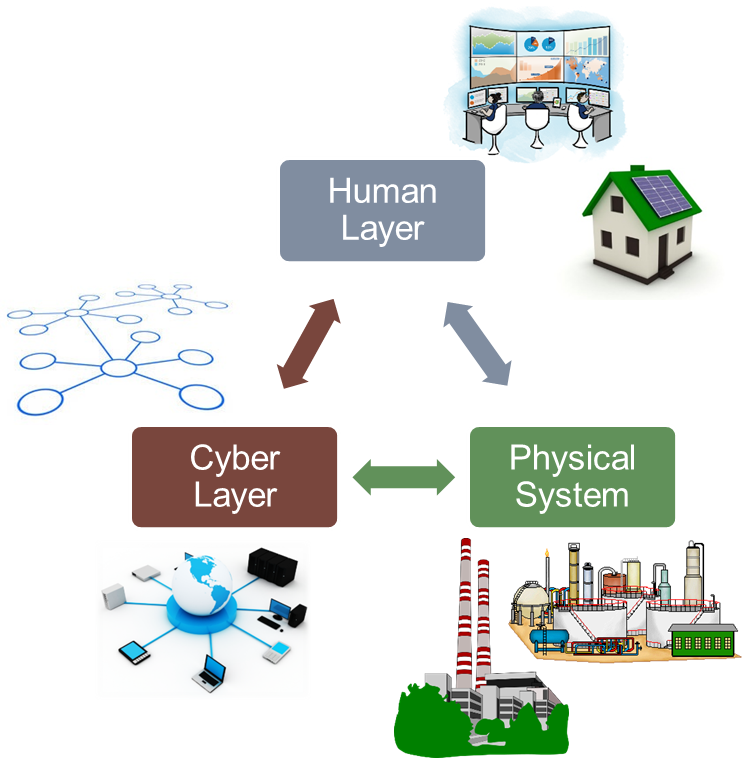 Human
Layer
Cyber
Layer
Physical
System